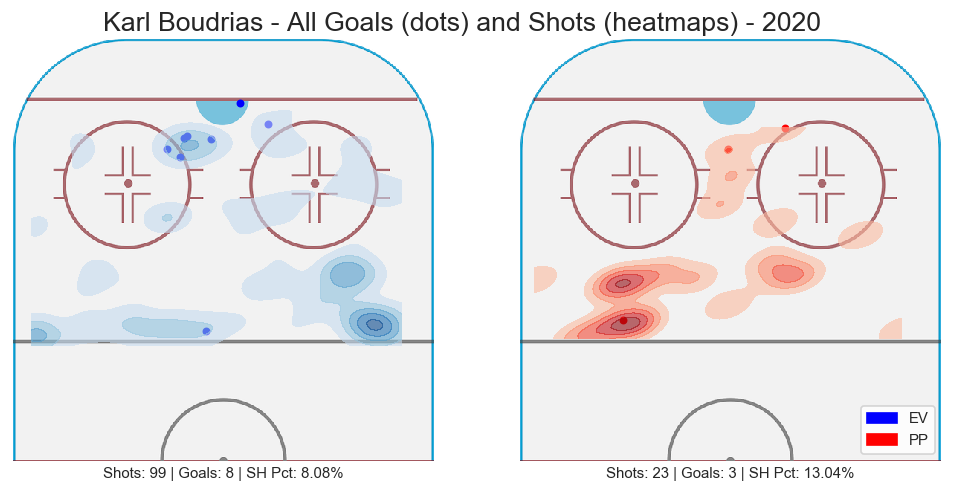 Karl Boudrias - All Goals (dots) and Shots (heatmaps) - 2020
EV
PP
Shots: 99 | Goals: 8 | SH Pct: 8.08%
Shots: 23 | Goals: 3 | SH Pct: 13.04%